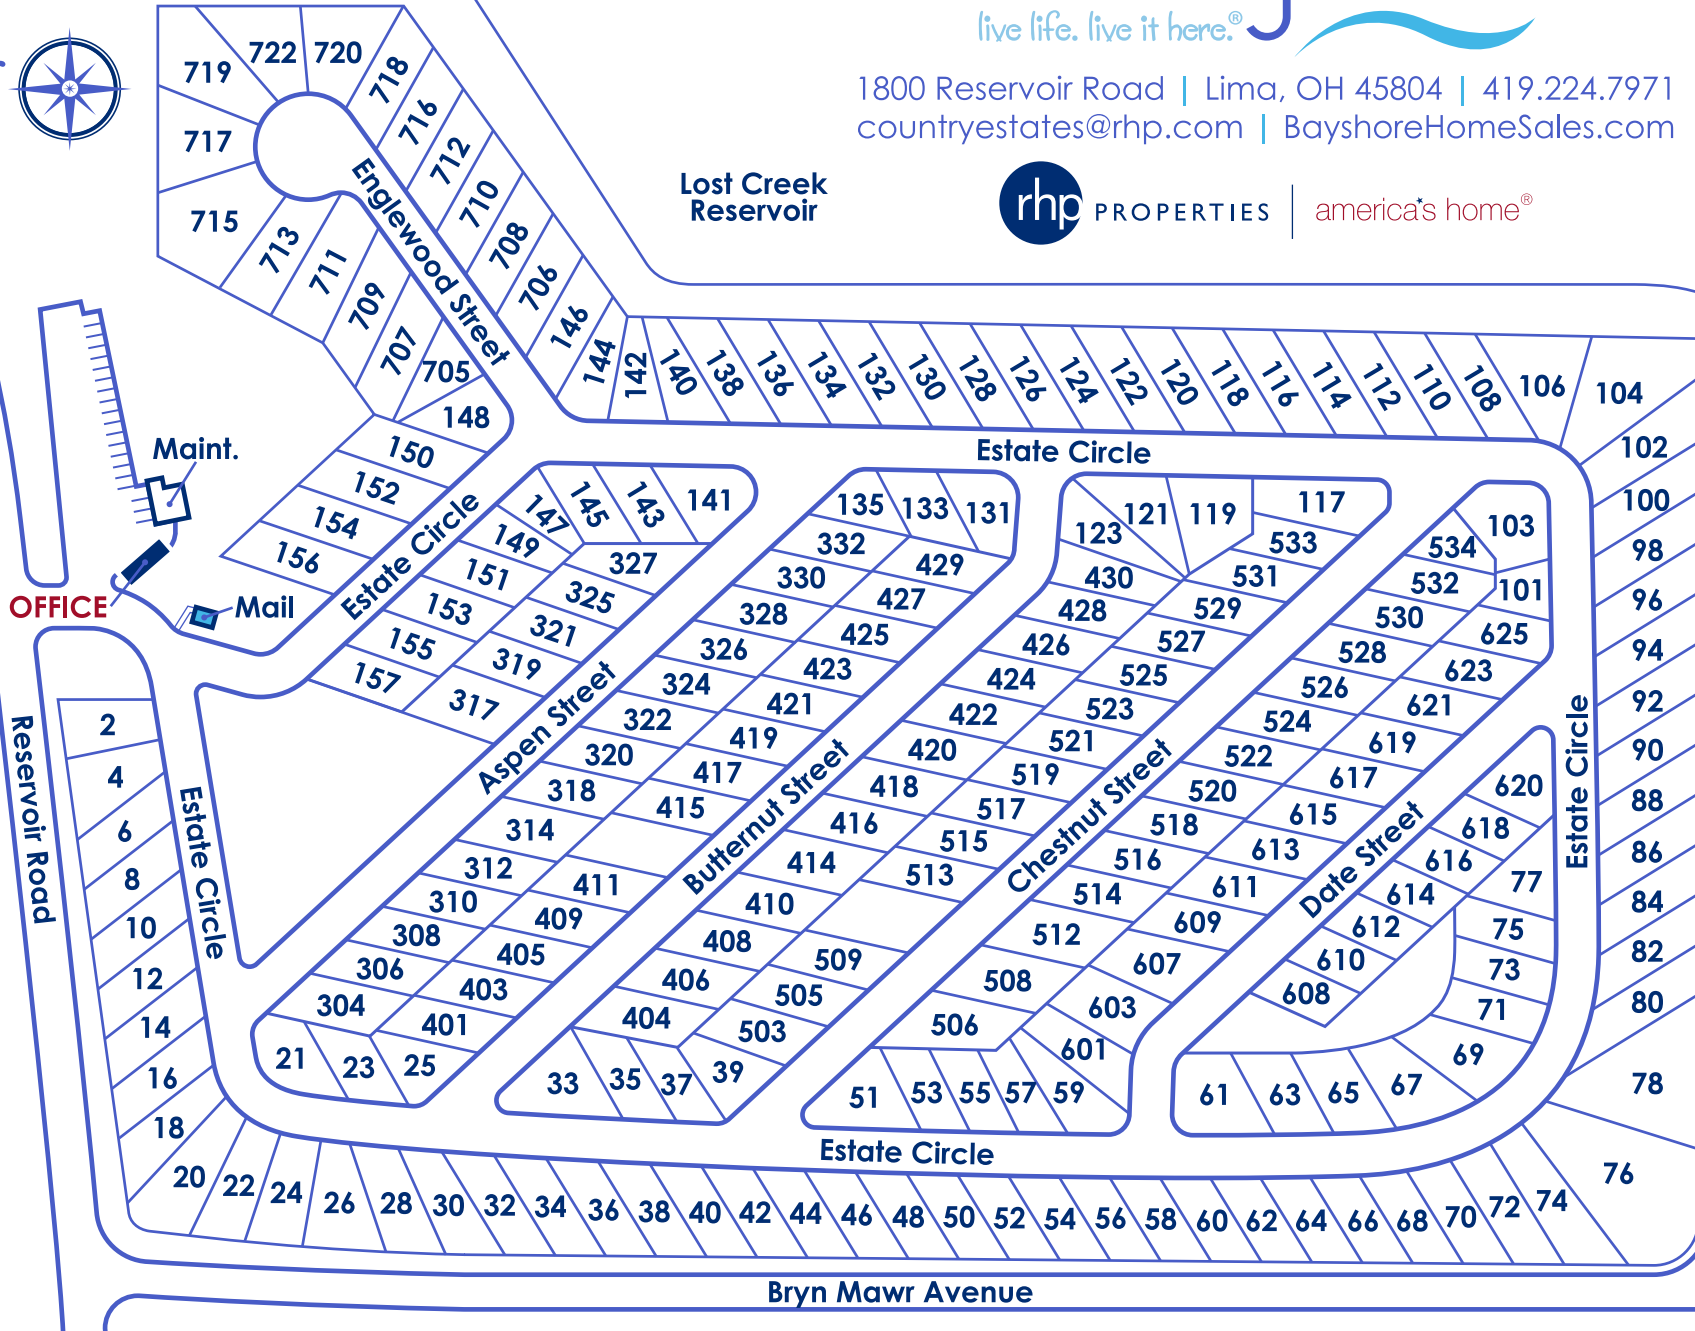 live life. live it here.®
1800 Reservoir Road | Lima, OH 45804 | 419.224.7971
countryestates@rhp.com | BayshoreHomeSales.com
Lost Creek
Reservoir
rhp PROPERTIES | america's home®
719 722 720 718
717 716
715 712
713 710
711 708
709 706
707 146
705 144
148 142 140 138 136 134 132 130 128 126 124 122 120 118 116 114 112 110 108 106 104
Englewood Street
Maint.
OFFICE
Mail
150
152
154
156
Estate Circle
Estate Circle
102
100
98
96
94
92
90
88
86
84
82
80
78
76
Estate Circle
147 145 143 141
149 327
151 325
153 321
155 319
157 317
Aspen Street
135 133 131
332 429
330 427
328 425
326 423
324 421
322 419
320 417
318 415
314
312 411
310 409
308 405
306 403
304 401
21 23 25
Butternut Street
123 121 119 117
430 533
428 531
426 529
424 527
422 525
420 523
418 521
416 519
414 517
410 515
408 513
406 509
404 505
503
33 35 37 39
Chestnut Street
103
534 101
532 625
530 623
528 621
526 619
524 617
522 615
520 613
518 611
516 609
514 607
512 603
508 601
506
51 53 55 57 59
Date Street
620
618
616 77
614 75
612 73
610 71
608 69
61 63 65 67
Reservoir Road
2
4
6
8
10
12
14
16
18
Estate Circle
Estate Circle
20 22 24 26 28 30 32 34 36 38 40 42 44 46 48 50 52 54 56 58 60 62 64 66 68 70 72 74
Bryn Mawr Avenue